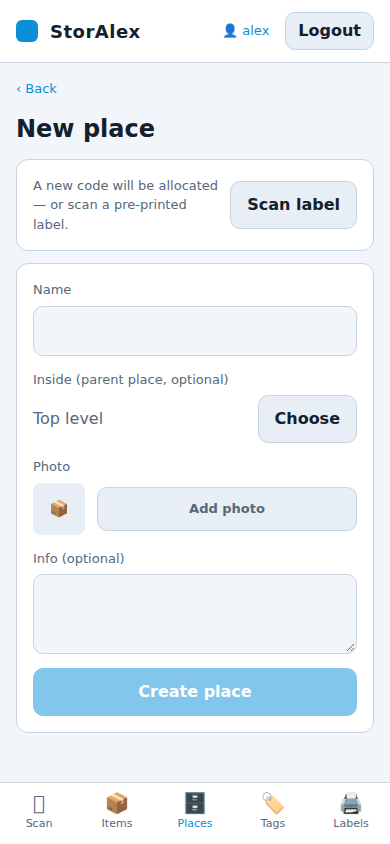 StorAlex
alex
Logout
‹ Back
New place
A new code will be allocated
— or scan a pre-printed
label.
Scan label
Name
Inside (parent place, optional)
Top level
Choose
Photo
Add photo
Info (optional)
Create place
Scan
Items
Places
Tags
Labels